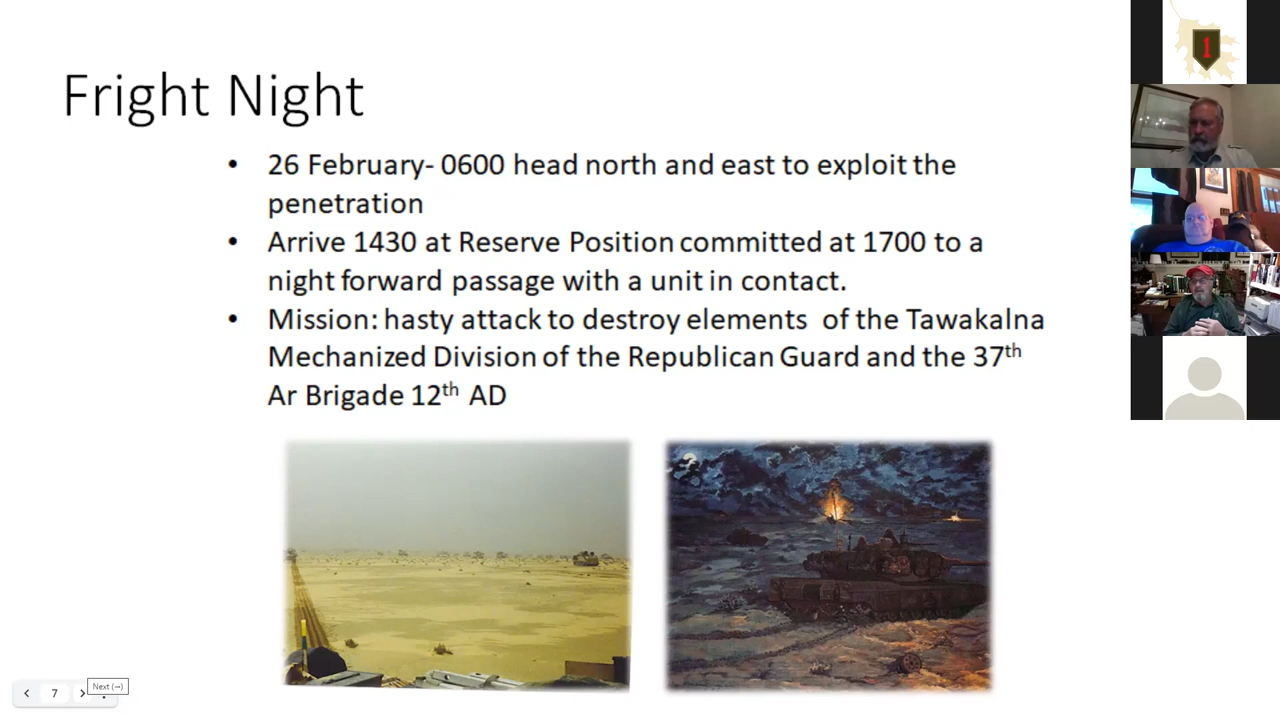 Fright Night
• 26 February- 0600 head north and east to exploit the
penetration
• Arrive 1430 at Reserve Position committed at 1700 to a
night forward passage with a unit in contact.
• Mission: hasty attack to destroy elements of the Tawakalna
Mechanized Division of the Republican Guard and the 37th
Ar Brigade 12th AD
1
7
Next (→)